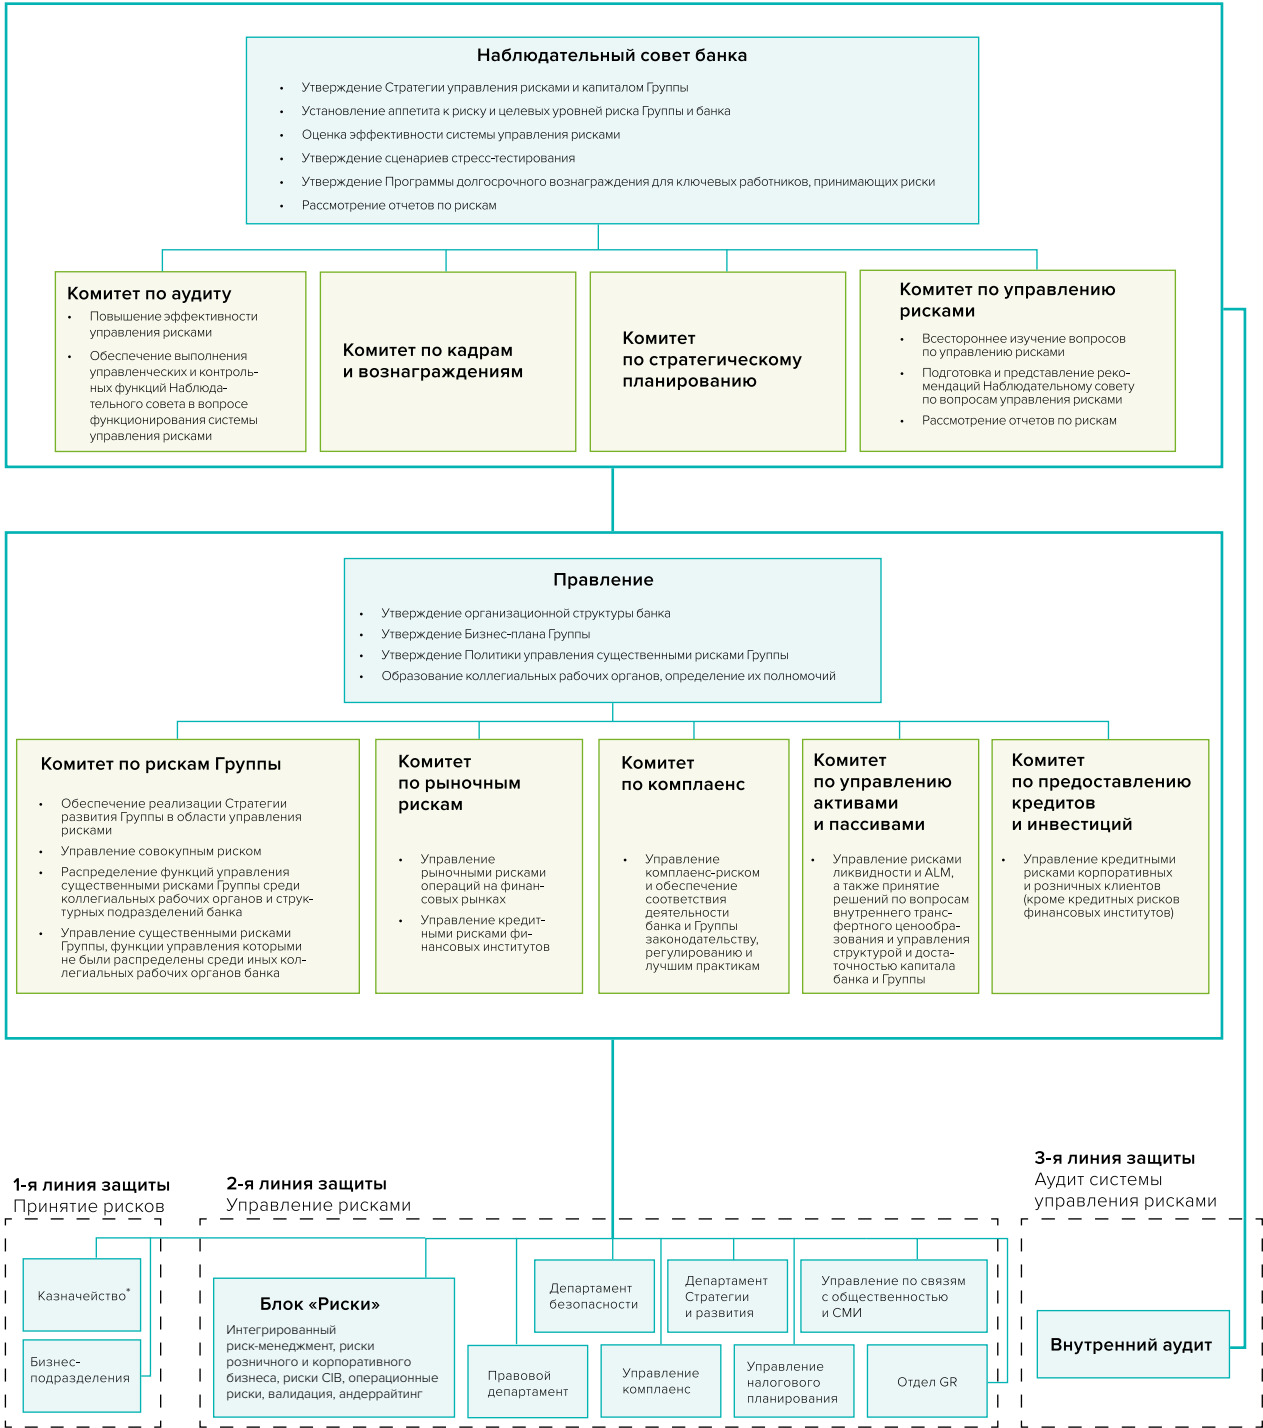 Наблюдательный совет банка
• Утверждение Стратегии управления рисками и капиталом Группы
• Установление аппетита к риску и целевых уровней риска Группы и банка
• Оценка эффективности системы управления рисками
• Утверждение сценариев стресс-тестирования
• Утверждение Программы долгосрочного вознаграждения для ключевых работников, принимающих риски
• Рассмотрение отчетов по рискам
Комитет по аудиту
• Повышение эффективности
управления рисками
• Обеспечение выполнения
управленческих и контроль-
ных функций Наблюда-
тельного совета в вопросе
функционирования системы
управления рисками
Комитет по кадрам
и вознаграждениям
Комитет
по стратегическому
планированию
Комитет по управлению
рисками
• Всестороннее изучение вопросов
по управлению рисками
• Подготовка и представление реко-
мендаций Наблюдательному совету
по вопросам управления рисками
• Рассмотрение отчетов по рискам
Правление
• Утверждение организационной структуры банка
• Утверждение Бизнес-плана Группы
• Утверждение Политики управления существенными рисками Группы
• Образование коллегиальных рабочих органов, определение их полномочий
Комитет по рискам Группы
• Обеспечение реализации Стратегии
развития Группы в области управления
рисками
• Управление совокупным риском
• Распределение функций управления
существенными рисками Группы среди
коллегиальных рабочих органов и струк-
турных подразделений банка
• Управление существенными рисками
Группы, функции управления которыми
не были распределены среди иных кол-
легиальных рабочих органов банка
Комитет
по рыночным
рискам
• Управление
рыночными рисками
операций на финан-
совых рынках
• Управление кредит-
ными рисками фи-
нансовых институтов
Комитет
по комплаенс
• Управление
комплаенс-риском
и обеспечение
соответствия
деятельности
банка и Группы
законодательству,
регулированию и
лучшим практикам
Комитет
по управлению
активами
и пассивами
• Управление рисками
ликвидности и ALM,
а также принятие
решений по вопросам
внутреннего транс-
фертного ценообра-
зования и управления
структурой и доста-
точностью капитала
банка и Группы
Комитет
по предоставлению
кредитов
и инвестиций
• Управление кредитными
рисками корпоративных
и розничных клиентов
(кроме кредитных рисков
финансовых институтов)
1-я линия защиты
Принятие рисков
Казначейство*
Бизнес-
подразделения
2-я линия защиты
Управление рисками
Блок «Риски»
Интегрированный
риск-менеджмент, риски
розничного и корпоративного
бизнеса, риски CIB, операционные
риски, валидация, андеррайтинг
Департамент
безопасности
Департамент
Стратегии
и развития
Управление по связям
с общественностью
и СМИ
Правовой
департамент
Управление
комплаенс
Управление
налогового
планирования
Отдел GR
3-я линия защиты
Аудит системы
управления рисками
Внутренний аудит